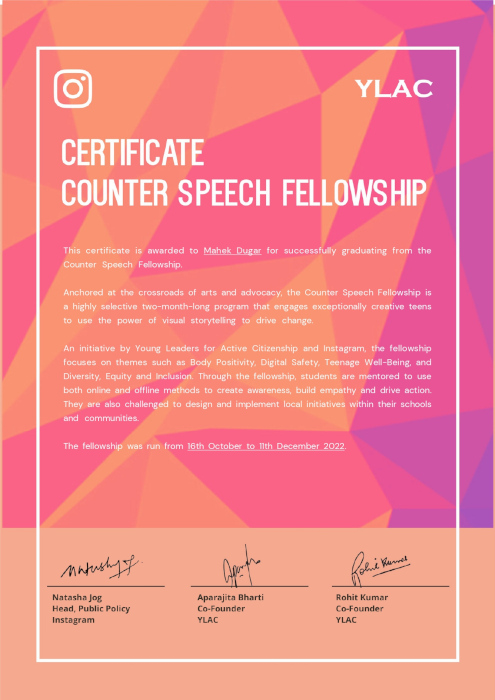 YLAC
CERTIFICATE
COUNTER SPEECH FELLOWSHIP
This certificate is awarded to Mahek Dugar for successfully graduating from the
Counter Speech Fellowship.
Anchored at the crossroads of arts and advocacy, the Counter Speech Fellowship is
a highly selective two-month-long program that engages exceptionally creative teens
to use the power of visual storytelling to drive change.
An initiative by Young Leaders for Active Citizenship and Instagram, the fellowship
focuses on themes such as Body Positivity, Digital Safety, Teenage Well-Being, and
Diversity, Equity and Inclusion. Through the fellowship, students are mentored to use
both online and offline methods to create awareness, build empathy and drive action.
They are also challenged to design and implement local initiatives within their schools
and communities.
The fellowship was run from 16th October to 11th December 2022.
Natasha Jog
Head, Public Policy
Instagram
Aparajita Bharti
Co-Founder
YLAC
Rohit Kumar
Rohit Kumar
Co-Founder
YLAC